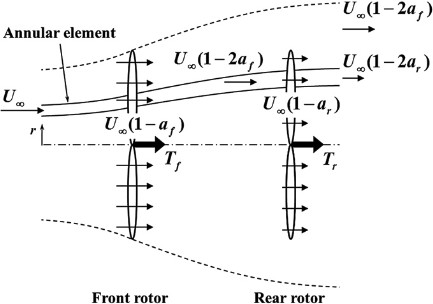 U∞(1−2a_f)
Annular element
U∞(1−2a_f) U∞(1−2a_r)
U∞
U∞(1−a_f) U∞(1−a_r)
r
T_f T_r
Front rotor Rear rotor